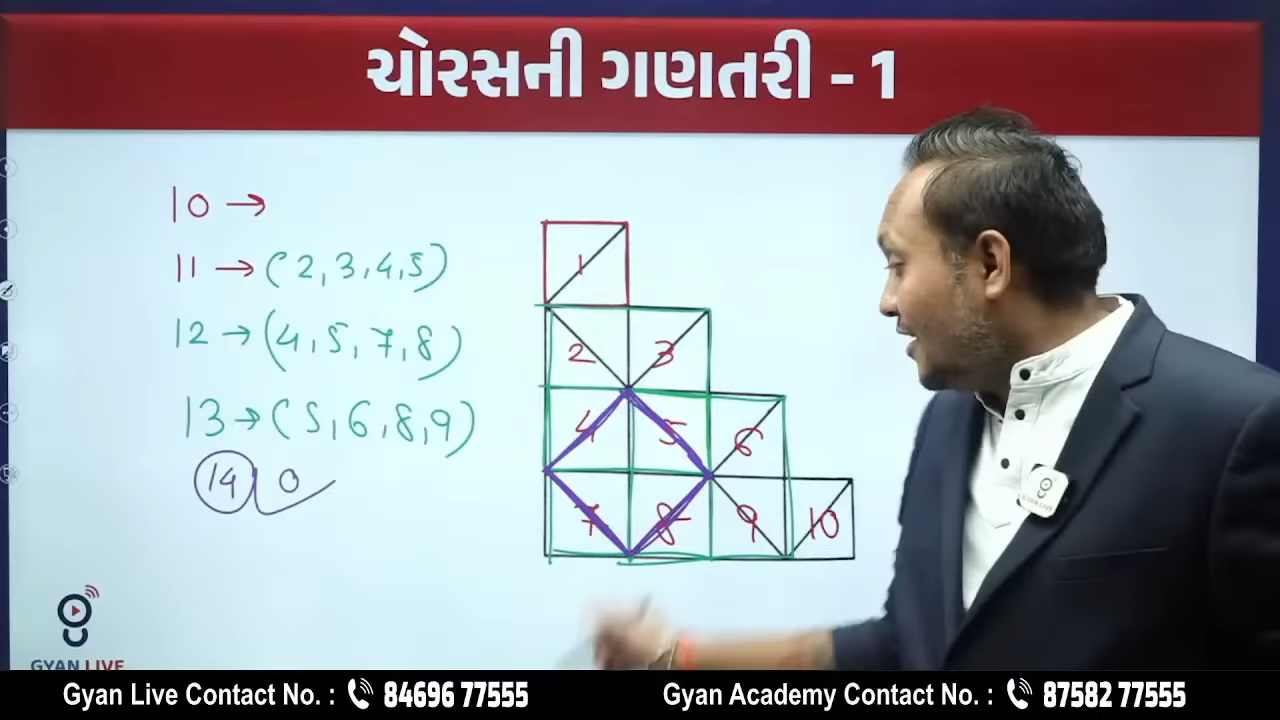 ચોરસની ગણતરી - 1
10 →
11 → (2, 3, 4, 5)
12 → (4, 5, 7, 8)
13 → (5, 6, 8, 9)
14 0
1
2 3
4 5 6
7 8 9 10
GYAN LIVE
GYAN LIVE
Gyan Live Contact No. : 84696 77555
Gyan Academy Contact No. : 87582 77555